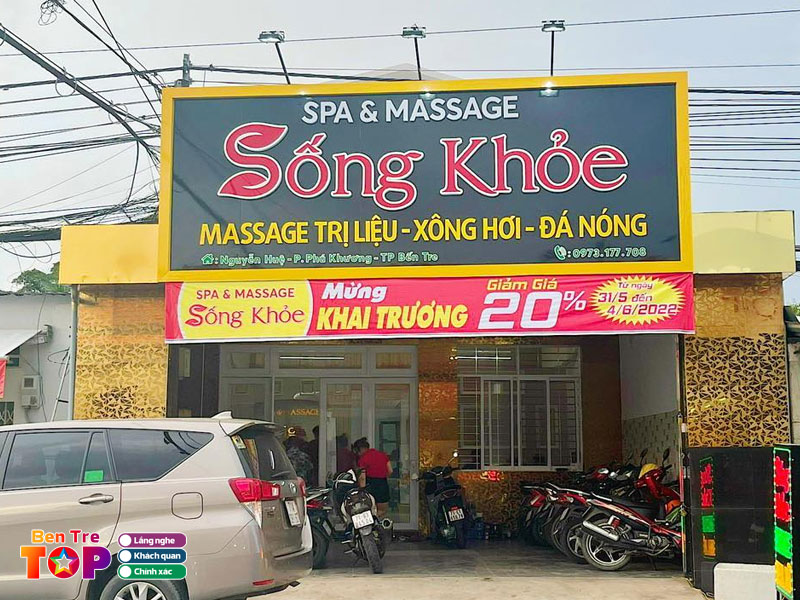 SPA & MASSAGE
Sống Khỏe
MASSAGE TRỊ LIỆU - XÔNG HƠI - ĐÁ NÓNG
Nguyễn Huệ - P. Phú Khương - TP Bến Tre
0973.177.708
SPA & MASSAGE
Sống Khỏe
Mừng
KHAI TRƯƠNG
Giảm Giá
20%
Từ ngày
31/5 đến
4/6/2022
ASSAGE
Ben Tre
TOP
Lắng nghe
Khách quan
Chính xác